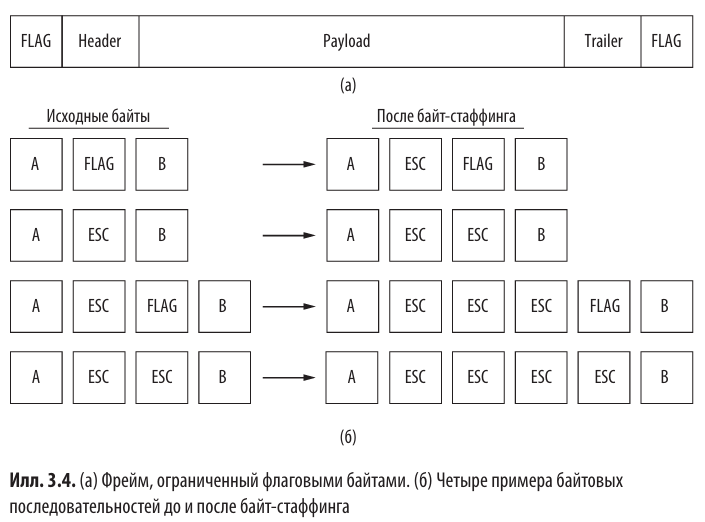 FLAG Header Payload Trailer FLAG
(а)
Исходные байты После байт-стаффинга
A FLAG B A ESC FLAG B
A ESC B A ESC ESC B
A ESC FLAG B A ESC ESC ESC FLAG B
A ESC ESC B A ESC ESC ESC ESC B
(б)
Илл. 3.4. (а) Фрейм, ограниченный флаговыми байтами. (б) Четыре примера байтовых
последовательностей до и после байт-стаффинга